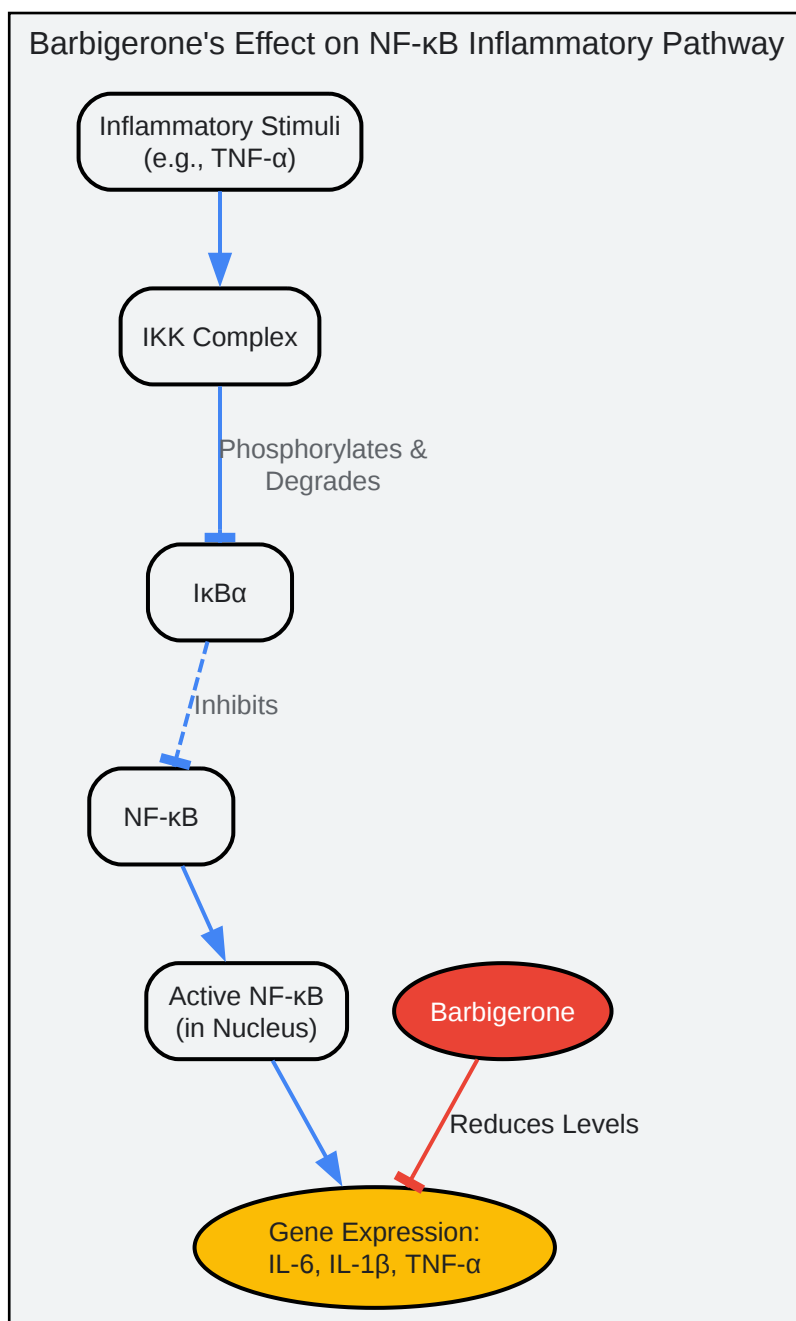 Barbigerone's Effect on NF-κB Inflammatory Pathway
Inflammatory Stimuli
(e.g., TNF-α)
IKK Complex
Phosphorylates &
Degrades
IκBα
Inhibits
NF-κB
Active NF-κB
(in Nucleus)
Barbigerone
Reduces Levels
Gene Expression:
IL-6, IL-1β, TNF-α